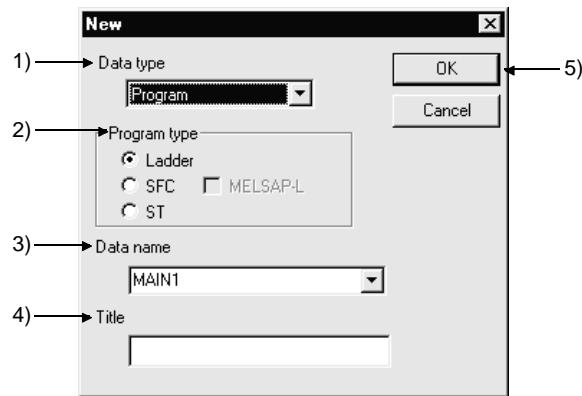 New
1) Data type
OK 5)
Program
Cancel
2) Program type
Ladder
SFC MELSAP-L
ST
3) Data name
MAIN1
4) Title